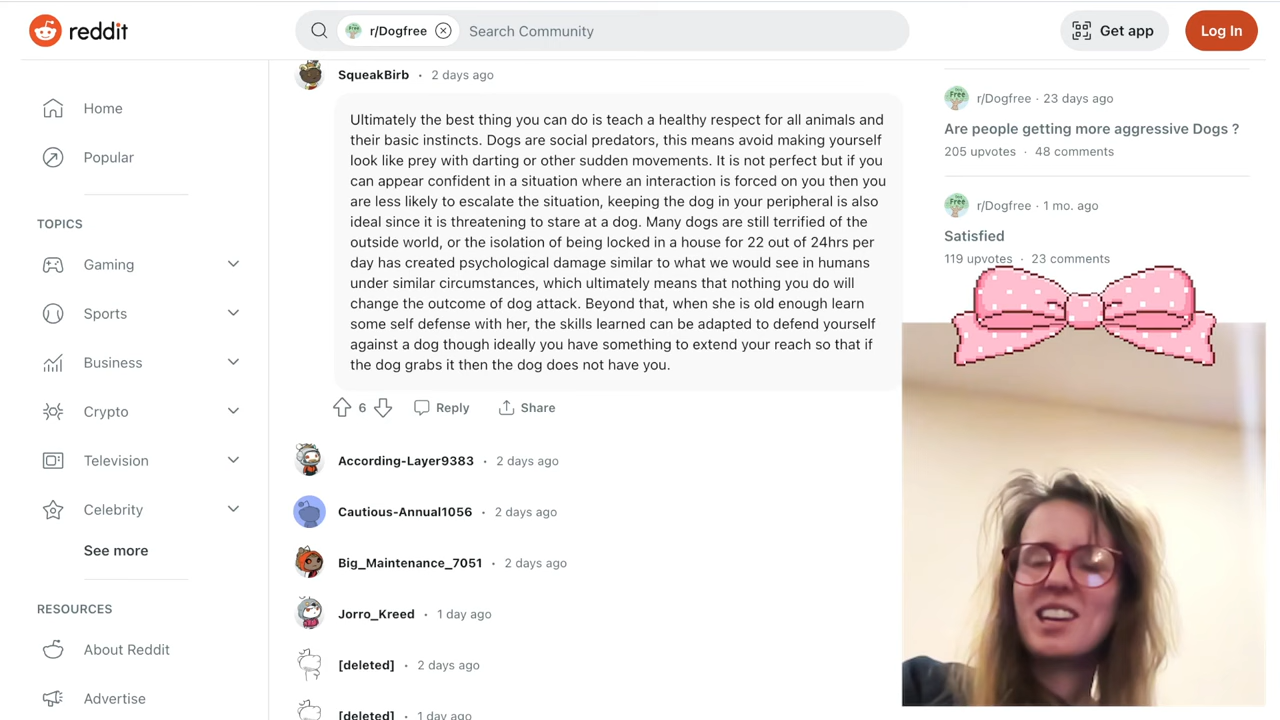 reddit
r/Dogfree
Search Community
Get app
Log In
Home
Popular
TOPICS
Gaming
Sports
Business
Crypto
Television
Celebrity
See more
RESOURCES
About Reddit
Advertise
SqueakBirb • 2 days ago
Ultimately the best thing you can do is teach a healthy respect for all animals and
their basic instincts. Dogs are social predators, this means avoid making yourself
look like prey with darting or other sudden movements. It is not perfect but if you
can appear confident in a situation where an interaction is forced on you then you
are less likely to escalate the situation, keeping the dog in your peripheral is also
ideal since it is threatening to stare at a dog. Many dogs are still terrified of the
outside world, or the isolation of being locked in a house for 22 out of 24hrs per
day has created psychological damage similar to what we would see in humans
under similar circumstances, which ultimately means that nothing you do will
change the outcome of dog attack. Beyond that, when she is old enough learn
some self defense with her, the skills learned can be adapted to defend yourself
against a dog though ideally you have something to extend your reach so that if
the dog grabs it then the dog does not have you.
6 Reply Share
According-Layer9383 • 2 days ago
Cautious-Annual1056 • 2 days ago
Big_Maintenance_7051 • 2 days ago
Jorro_Kreed • 1 day ago
[deleted] • 2 days ago
[deleted] • 1 day ago
Free
r/Dogfree • 23 days ago
Are people getting more aggressive Dogs ?
205 upvotes · 48 comments
Free
r/Dogfree • 1 mo. ago
Satisfied
119 upvotes · 23 comments